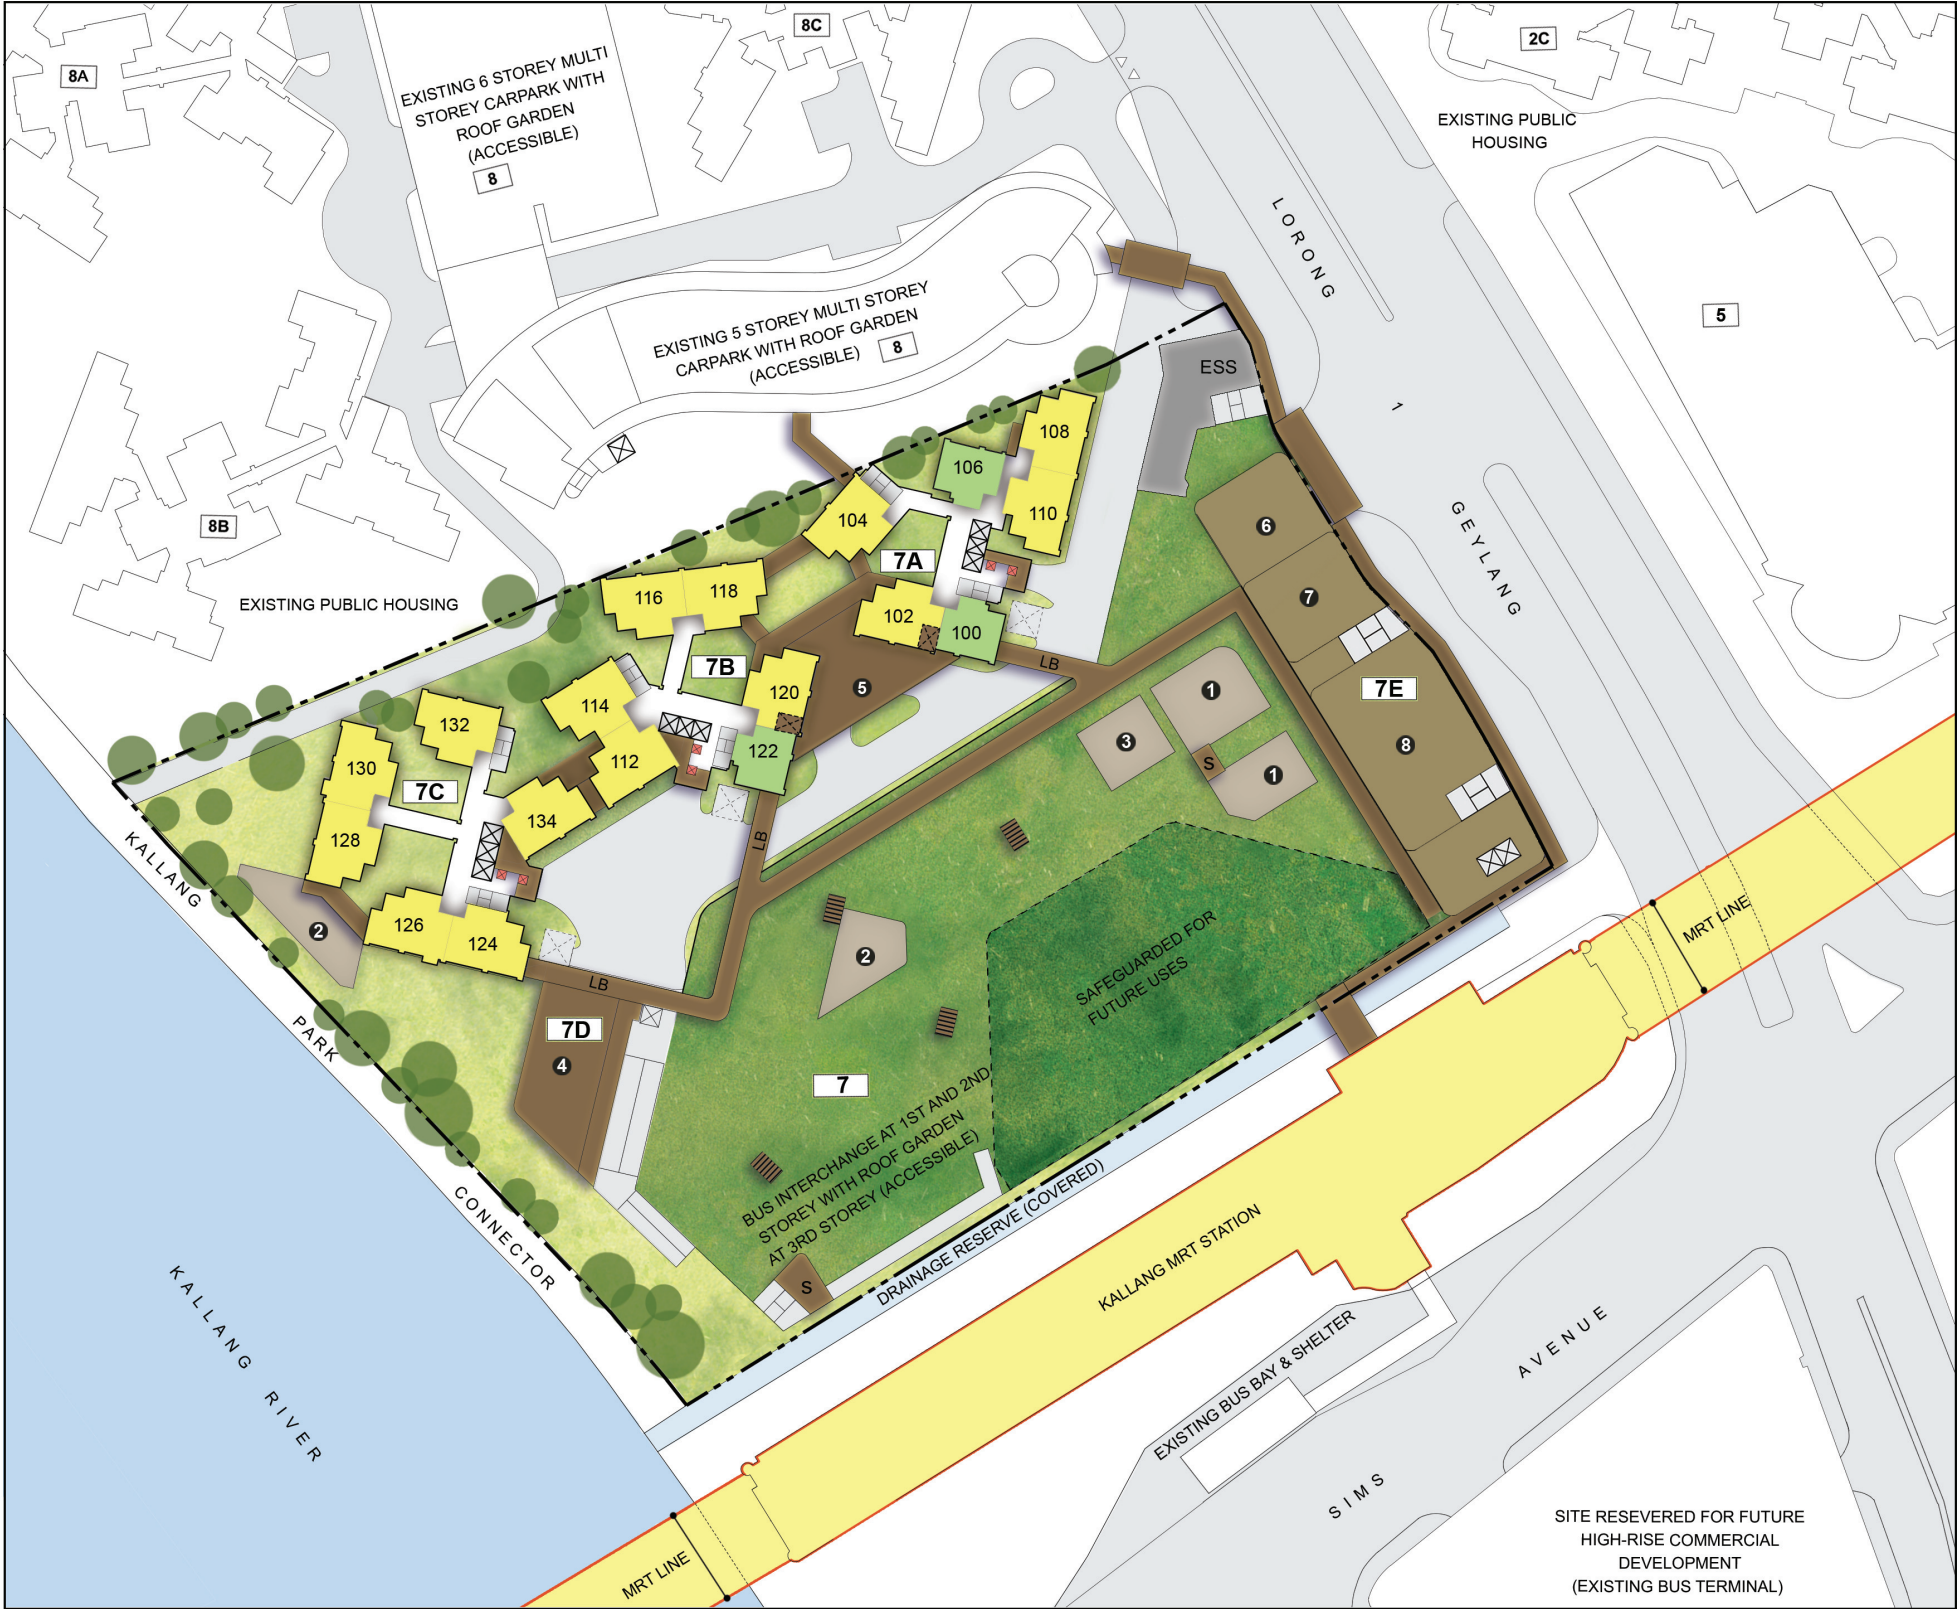 8A
EXISTING 6 STOREY MULTI
STOREY CARPARK WITH
ROOF GARDEN
(ACCESSIBLE)
8
8C
2C
EXISTING PUBLIC
HOUSING
5
EXISTING 5 STOREY MULTI STOREY
CARPARK WITH ROOF GARDEN
(ACCESSIBLE)
8
LORONG
1
GEYLANG
ESS
8B
EXISTING PUBLIC HOUSING
108
106
110
104
7A
102
100
LB
116
118
7B
120
114
112
122
LB
5
132
130
7C
134
128
126
124
LB
2
7D
4
6
7
7E
8
1
3
S
1
2
SAFEGUARDED FOR
FUTURE USES
7
BUS INTERCHANGE AT 1ST AND 2ND
STOREY WITH ROOF GARDEN
AT 3RD STOREY (ACCESSIBLE)
S
DRAINAGE RESERVE (COVERED)
KALLANG
PARK
CONNECTOR
KALLANG RIVER
MRT LINE
KALLANG MRT STATION
MRT LINE
EXISTING BUS BAY & SHELTER
SIMS AVENUE
SITE RESEVERED FOR FUTURE
HIGH-RISE COMMERCIAL
DEVELOPMENT
(EXISTING BUS TERMINAL)